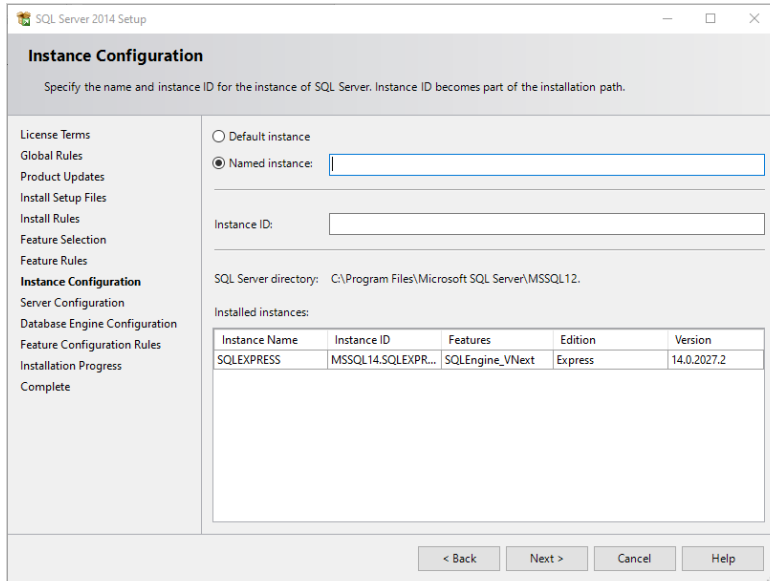 SQL Server 2014 Setup
Instance Configuration
Specify the name and instance ID for the instance of SQL Server. Instance ID becomes part of the installation path.
License Terms
Global Rules
Product Updates
Install Setup Files
Install Rules
Feature Selection
Feature Rules
Instance Configuration
Server Configuration
Database Engine Configuration
Feature Configuration Rules
Installation Progress
Complete
Default instance
Named instance:
Instance ID:
SQL Server directory: C:\Program Files\Microsoft SQL Server\MSSQL12.
Installed instances:
Instance Name Instance ID Features Edition Version
SQLEXPRESS MSSQL14.SQLEXPR... SQLEngine_VNext Express 14.0.2027.2
< Back Next > Cancel Help